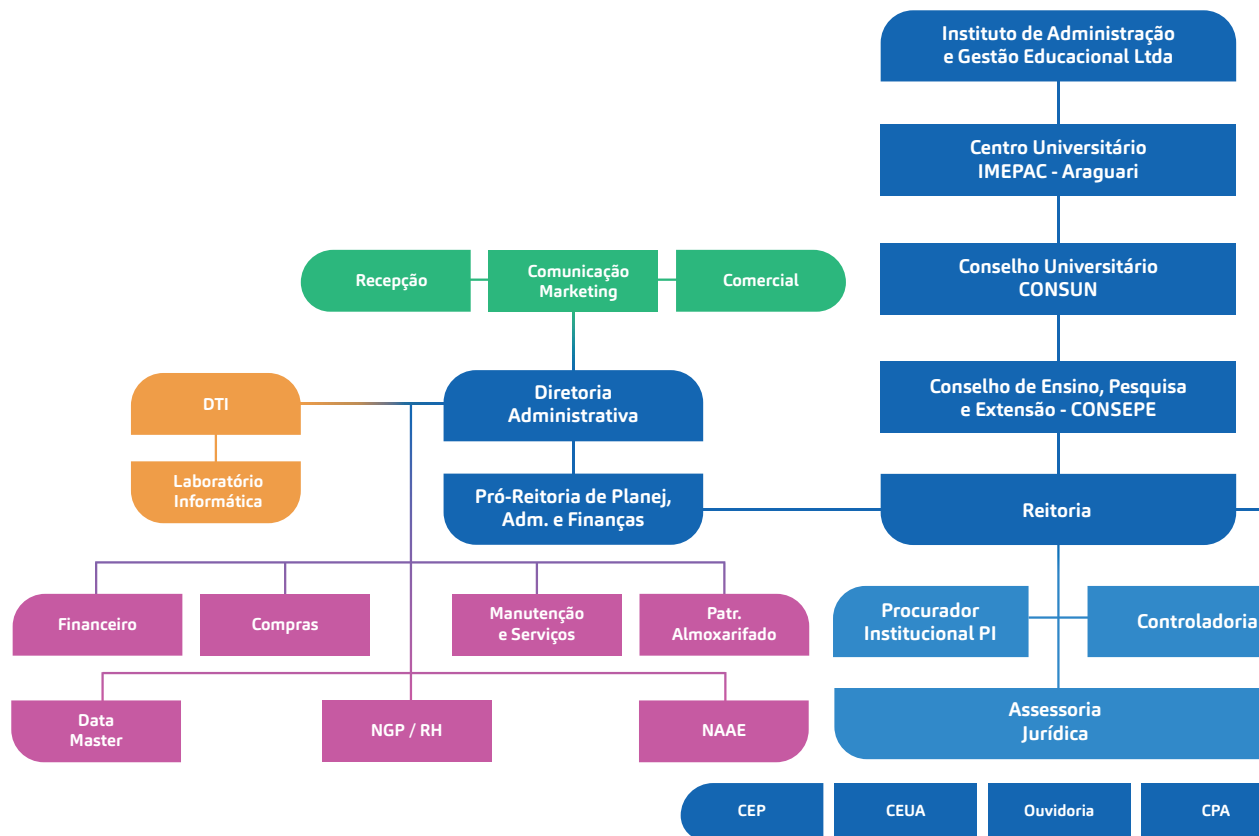 Instituto de Administração
e Gestão Educacional Ltda
Centro Universitário
IMEPAC - Araguari
Conselho Universitário
CONSUN
Recepção
Comunicação
Marketing
Comercial
Conselho de Ensino, Pesquisa
e Extensão - CONSEPE
DTI
Diretoria
Administrativa
Laboratório
Informática
Pró-Reitoria de Planej,
Adm. e Finanças
Reitoria
Financeiro
Compras
Manutenção
e Serviços
Patr.
Almoxarifado
Procurador
Institucional PI
Controladoria
Data
Master
NGP / RH
NAAE
Assessoria
Jurídica
CEP
CEUA
Ouvidoria
CPA